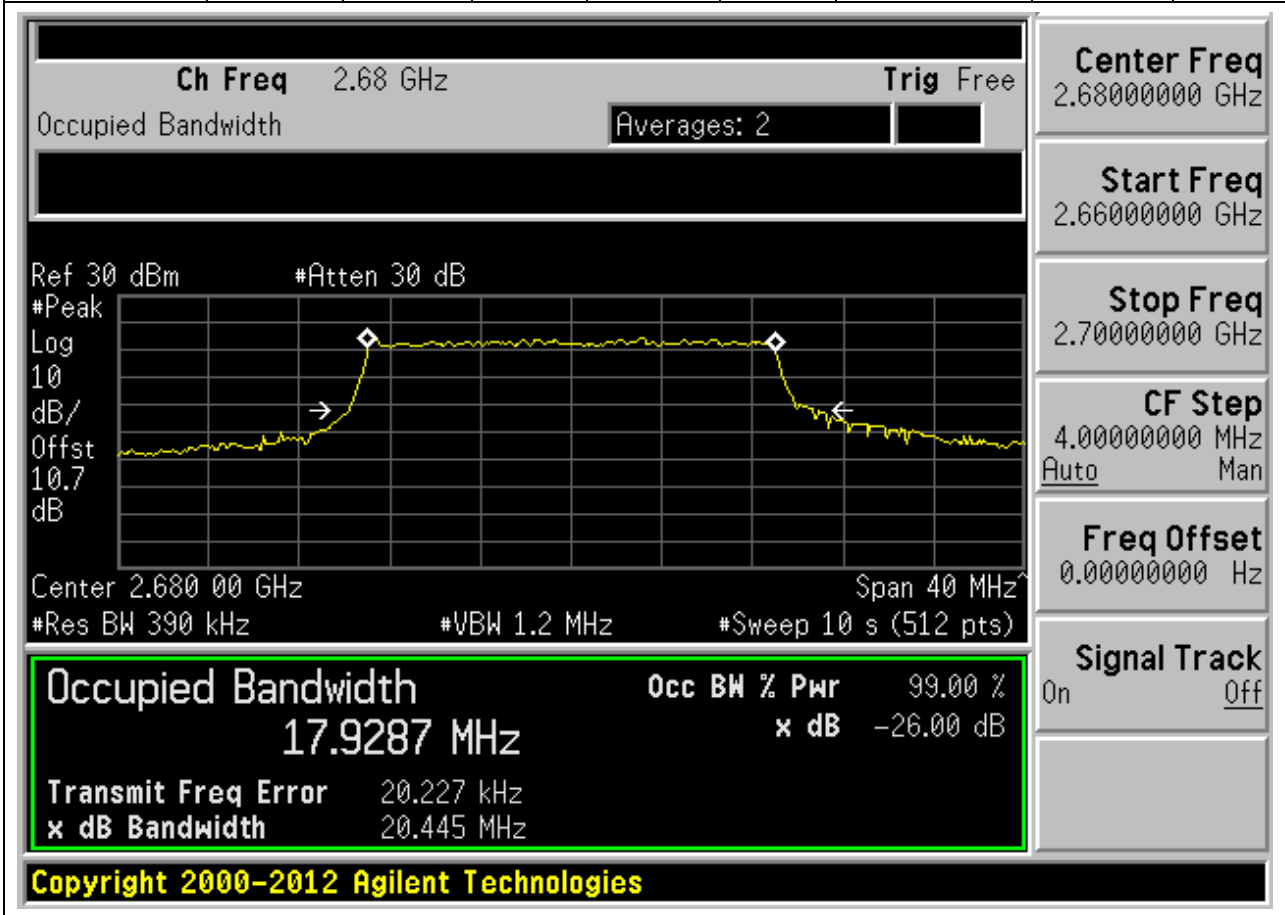 Ch Freq 2.68 GHz Trig Free
Occupied Bandwidth Averages: 2
Ref 30 dBm #Atten 30 dB
#Peak
Log
10
dB/
Offst
10.7
dB
Center 2.680 00 GHz Span 40 MHz^
#Res BW 390 kHz #VBW 1.2 MHz #Sweep 10 s (512 pts)
Occupied Bandwidth Occ BW % Pwr 99.00 %
17.9287 MHz x dB -26.00 dB
Transmit Freq Error 20.227 kHz
x dB Bandwidth 20.445 MHz
Copyright 2000-2012 Agilent Technologies
Center Freq
2.68000000 GHz
Start Freq
2.66000000 GHz
Stop Freq
2.70000000 GHz
CF Step
4.00000000 MHz
Auto Man
Freq Offset
0.00000000 Hz
Signal Track
On Off